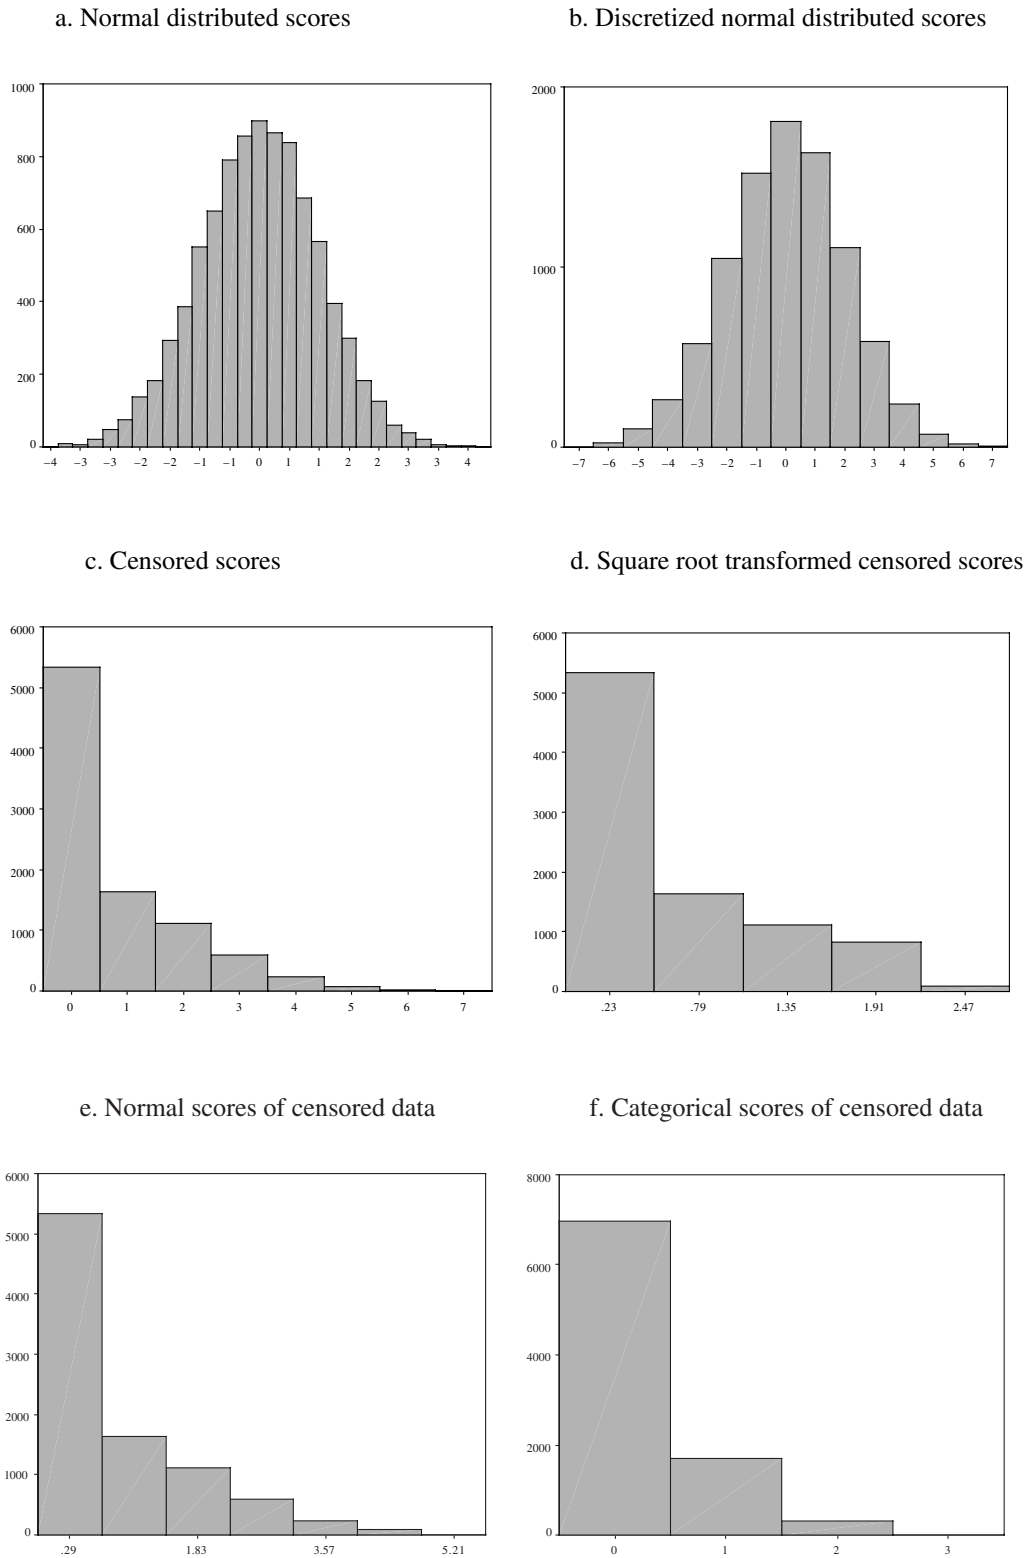 a. Normal distributed scores
b. Discretized normal distributed scores
1000
800
600
400
200
0
−4 −3 −3 −2 −2 −1 −1 0 1 1 2 2 3 3 4
2000
1000
0
−7 −6 −5 −4 −3 −2 −1 0 1 2 3 4 5 6 7
c. Censored scores
d. Square root transformed censored scores
6000
5000
4000
3000
2000
1000
0
0 1 2 3 4 5 6 7
6000
5000
4000
3000
2000
1000
0
.23 .79 1.35 1.91 2.47
e. Normal scores of censored data
f. Categorical scores of censored data
6000
5000
4000
3000
2000
1000
0
.29 1.83 3.57 5.21
8000
6000
4000
2000
0
0 1 2 3